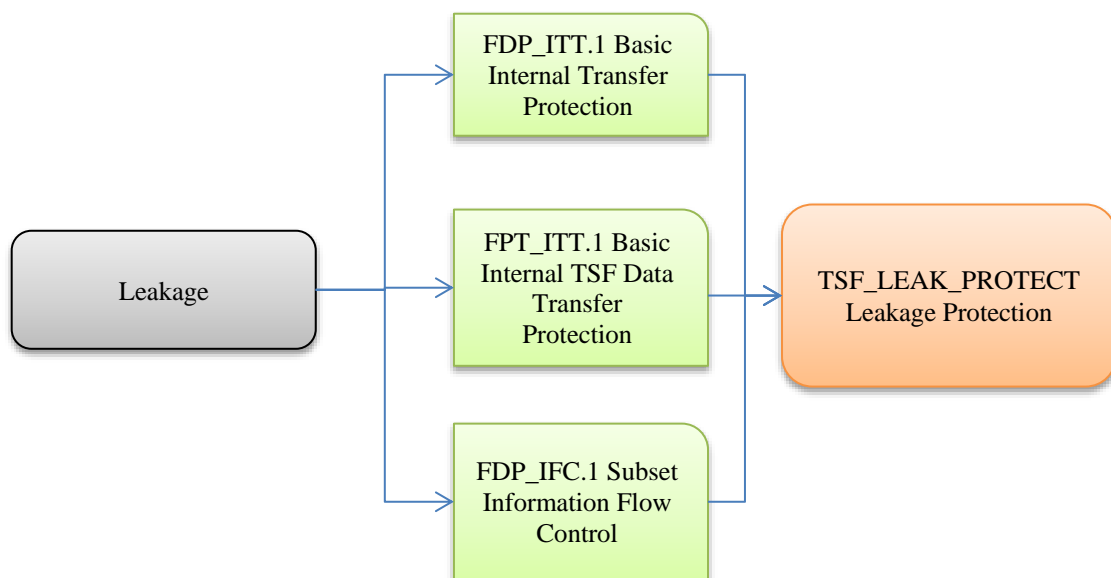 Leakage
FDP_ITT.1 Basic
Internal Transfer
Protection
FPT_ITT.1 Basic
Internal TSF Data
Transfer
Protection
FDP_IFC.1 Subset
Information Flow
Control
TSF_LEAK_PROTECT
Leakage Protection